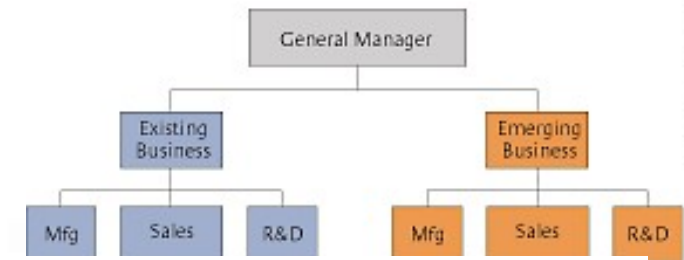 General Manager
Existing
Business
Emerging
Business
Mfg
Sales
R&D
Mfg
Sales
R&D